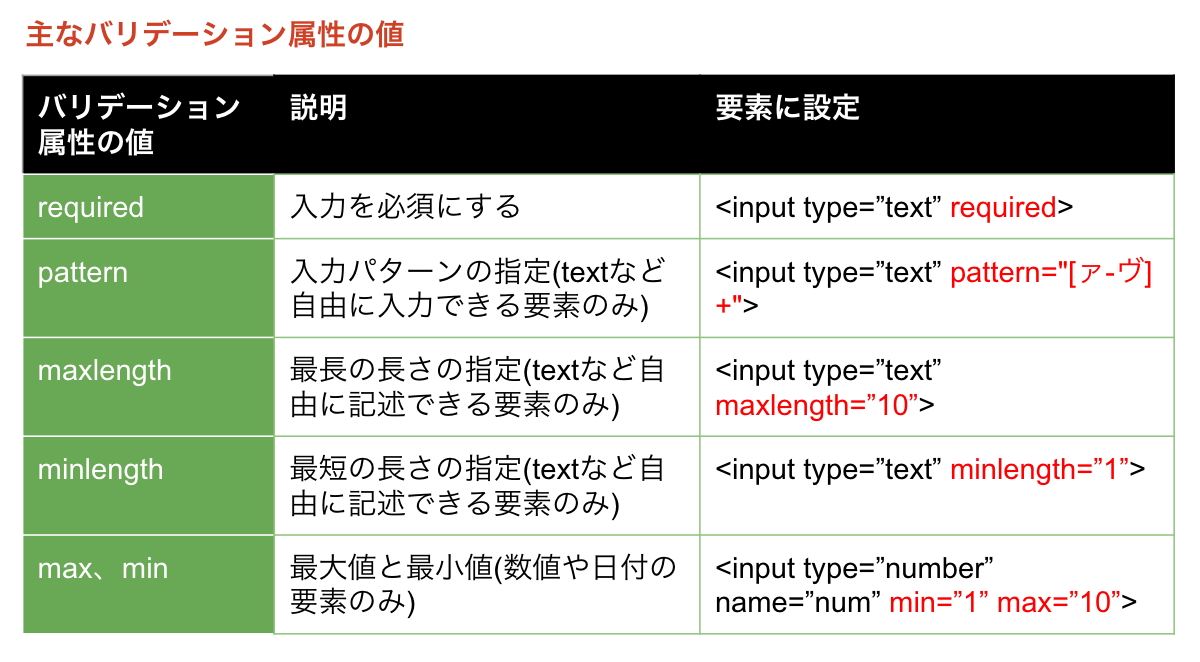 主なバリデーション属性の値
バリデーション
属性の値
説明
要素に設定
required
入力を必須にする
<input type=”text” required>
pattern
入力パターンの指定(textなど
自由に入力できる要素のみ)
<input type=”text” pattern="[ァ-ヴ]
+">
maxlength
最長の長さの指定(textなど自
由に記述できる要素のみ)
<input type=”text”
maxlength=”10”>
minlength
最短の長さの指定(textなど自
由に記述できる要素のみ)
<input type=”text” minlength=”1”>
max、min
最大値と最小値(数値や日付の
要素のみ)
<input type=”number”
name=”num” min=”1” max=”10”>